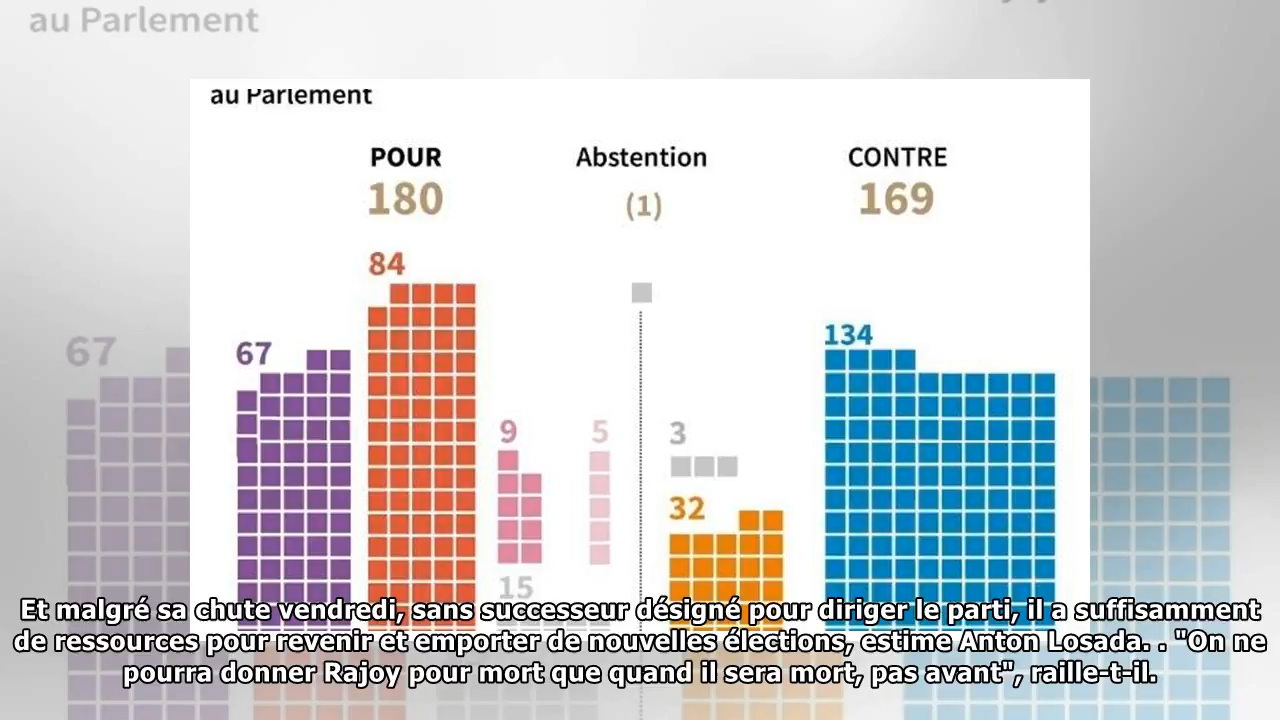 au Parlement
au Parlement
POUR
Abstention
CONTRE
180
(1)
169
84
134
67
67
9
5
3
32
15
Et malgré sa chute vendredi, sans successeur désigné pour diriger le parti, il a suffisamment
de ressources pour revenir et emporter de nouvelles élections, estime Anton Losada. . "On ne
pourra donner Rajoy pour mort que quand il sera mort, pas avant", raille-t-il.